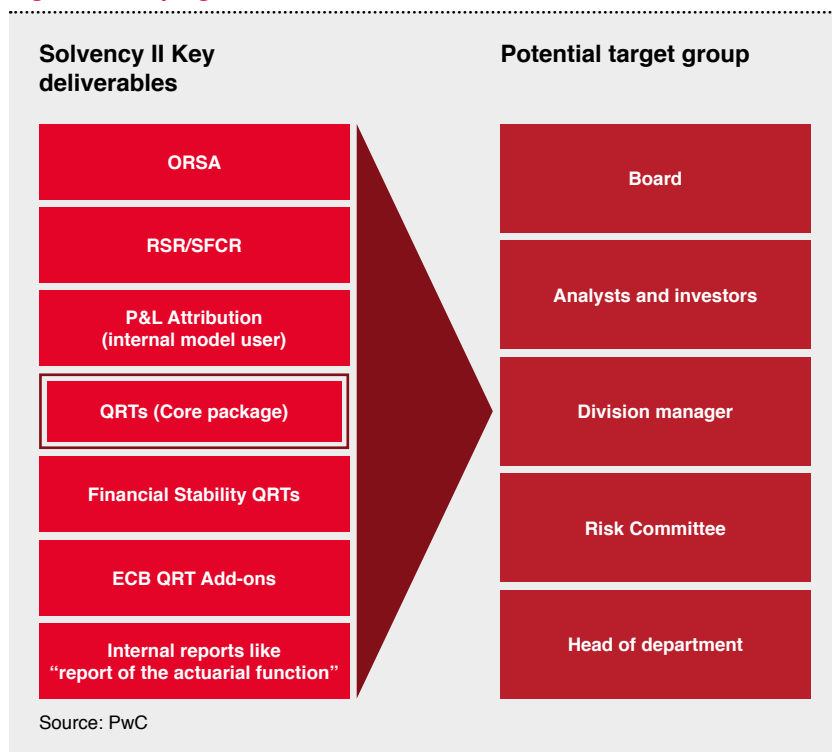 Solvency II Key
deliverables
ORSA
RSR/SFCR
P&L Attribution
(internal model user)
QRTs (Core package)
Financial Stability QRTs
ECB QRT Add-ons
Internal reports like
“report of the actuarial function”
Potential target group
Board
Analysts and investors
Division manager
Risk Committee
Head of department
Source: PwC